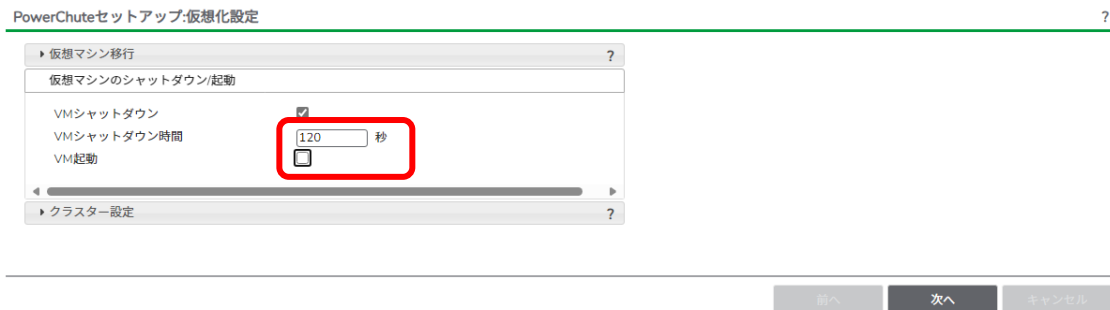 PowerChuteセットアップ:仮想化設定 ?
仮想マシン移行 ?
仮想マシンのシャットダウン/起動
VMシャットダウン
VMシャットダウン時間 120 秒
VM起動
クラスター設定 ?
前へ 次へ キャンセル